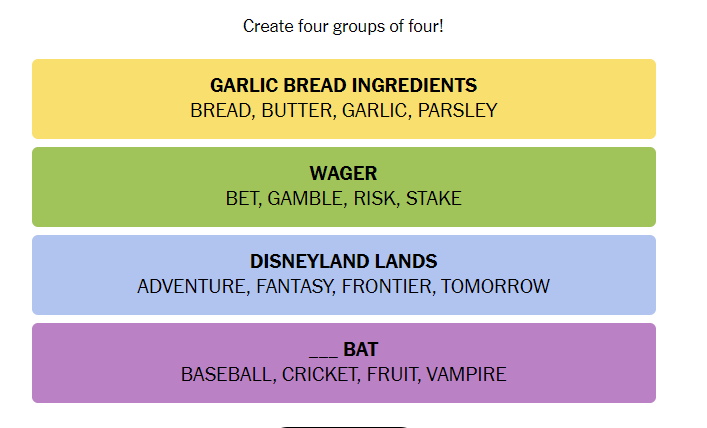 Create four groups of four!
GARLIC BREAD INGREDIENTS
BREAD, BUTTER, GARLIC, PARSLEY
WAGER
BET, GAMBLE, RISK, STAKE
DISNEYLAND LANDS
ADVENTURE, FANTASY, FRONTIER, TOMORROW
___ BAT
BASEBALL, CRICKET, FRUIT, VAMPIRE